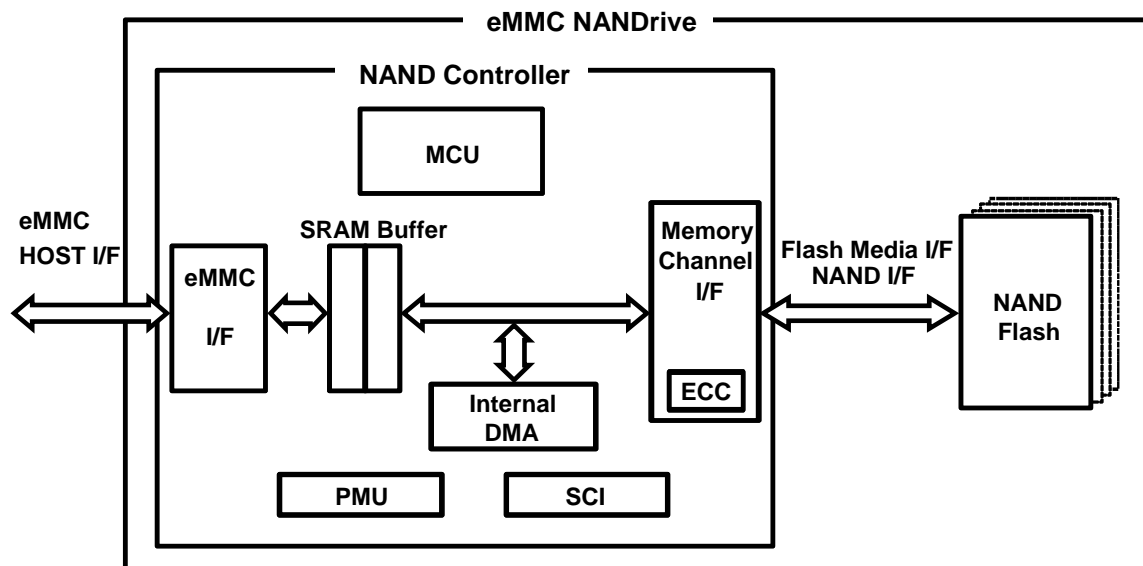 eMMC NANDrive
NAND Controller
MCU
eMMC
HOST I/F
SRAM Buffer
eMMC
I/F
Memory
Channel
I/F
ECC
Flash Media I/F
NAND I/F
NAND
Flash
Internal
DMA
PMU
SCI